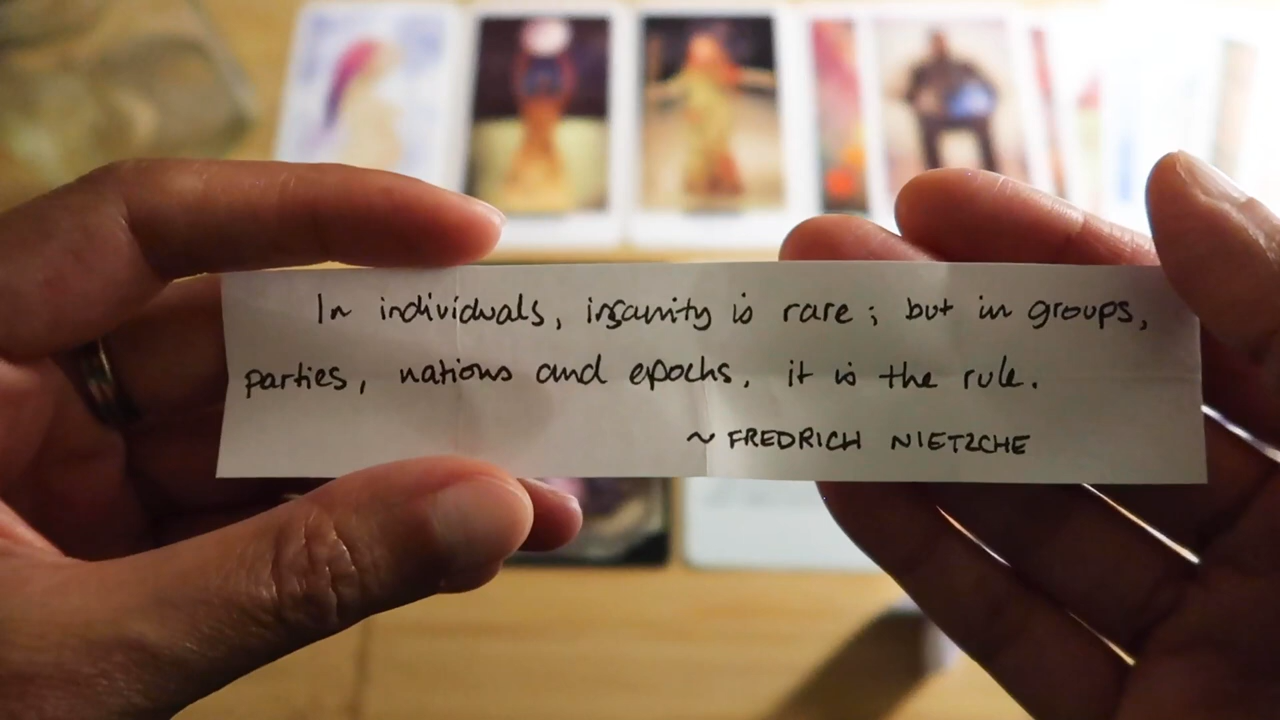 In individuals, insanity is rare; but in groups,
parties, nations and epochs, it is the rule.
~ FREDRICH NIETZCHE